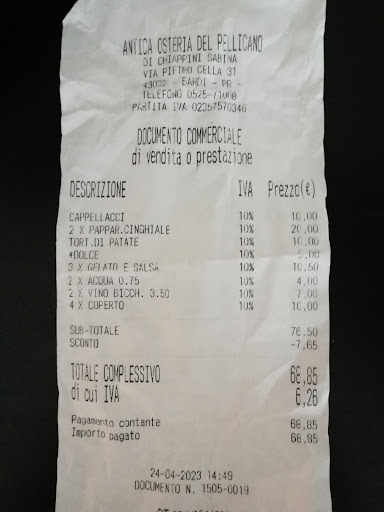 ANTICA OSTERIA DEL PELLICANO
DI CHIAPPINI SABINA
VIA PIETRO CELLA 31
43032 - BARDI - PR -
TELEFONO
PARTITA IVA 02357570346
DOCUMENTO COMMERCIALE
di vendita o prestazione
DESCRIZIONE IVA Prezzo(€)
CAPPELLACCI 10% 10,00
2 X PAPPAR.CINGHIALE 10% 20,00
TORT.DI PATATE 10% 10,00
*DOLCE 10% 5,00
3 X GELATO E SALSA 10% 10,50
2 X ACQUA 0.75 10% 4,00
2 X VINO BICCH. 3.50 10% 7,00
4 X COPERTO 10% 10,00
SUB-TOTALE 76,50
SCONTO -7,65
TOTALE COMPLESSIVO 68,85
di cui IVA 6,26
Pagamento contante 68,85
Importo pagato 68,85
24-04-2023 14:49
DOCUMENTO N. 1505-0019